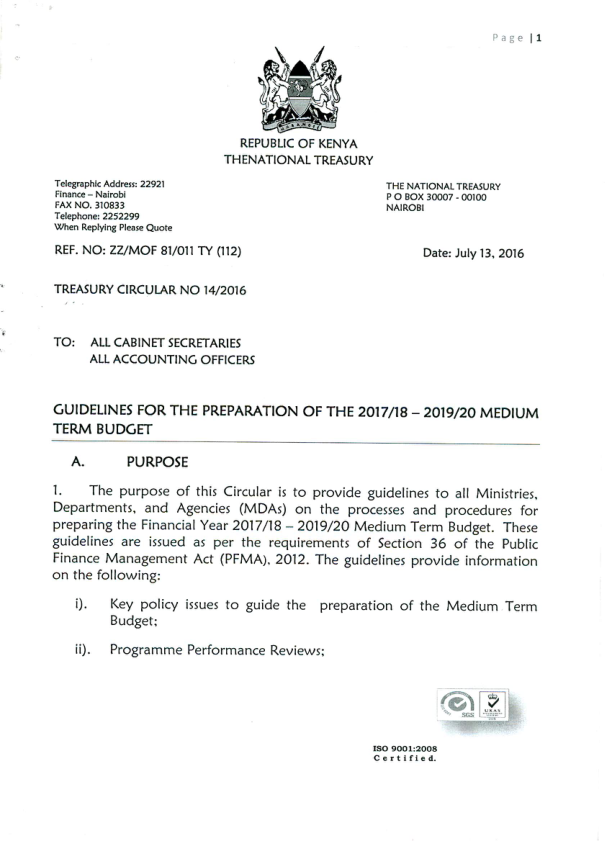 Page | 1
HARAMBEE
REPUBLIC OF KENYA
THENATIONAL TREASURY
Telegraphic Address: 22921
Finance – Nairobi
FAX NO. 310833
Telephone: 2252299
When Replying Please Quote
THE NATIONAL TREASURY
P O BOX 30007 - 00100
NAIROBI
REF. NO: ZZ/MOF 81/011 TY (112)
Date: July 13, 2016
TREASURY CIRCULAR NO 14/2016
TO: ALL CABINET SECRETARIES
ALL ACCOUNTING OFFICERS
GUIDELINES FOR THE PREPARATION OF THE 2017/18 – 2019/20 MEDIUM
TERM BUDGET
A. PURPOSE
1. The purpose of this Circular is to provide guidelines to all Ministries,
Departments, and Agencies (MDAs) on the processes and procedures for
preparing the Financial Year 2017/18 – 2019/20 Medium Term Budget. These
guidelines are issued as per the requirements of Section 36 of the Public
Finance Management Act (PFMA), 2012. The guidelines provide information
on the following:
i). Key policy issues to guide the preparation of the Medium Term
Budget;
ii). Programme Performance Reviews;
SGS
UKAS
ISO 9001:2008
Certified.